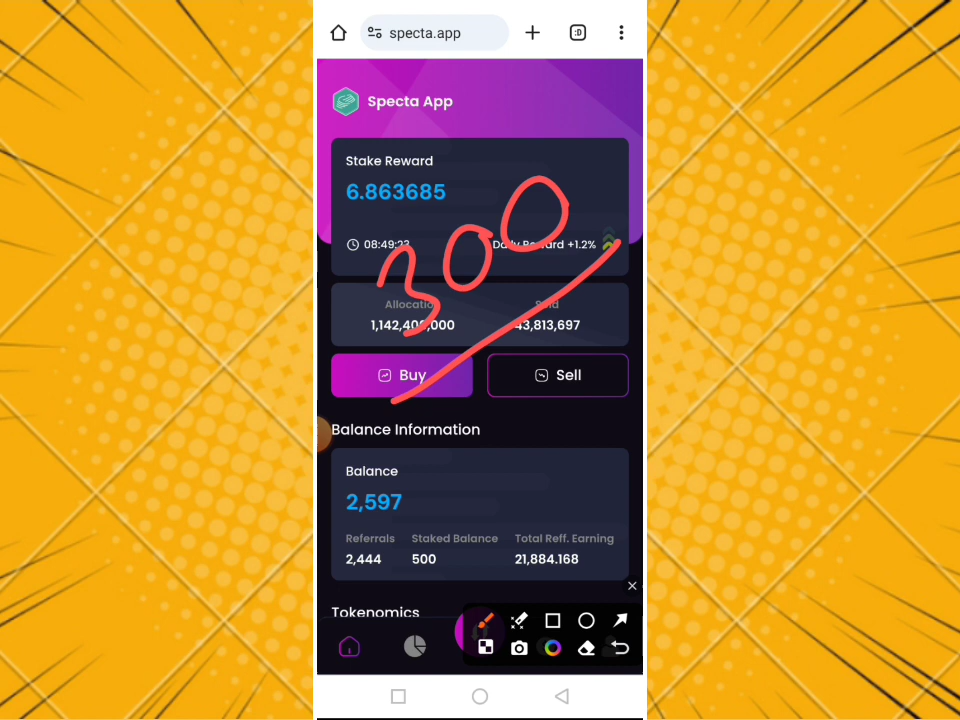 specta.app
:D
Specta App
Stake Reward
6.863685
08:49:23
Daily Reward +1.2%
300
Allocation
Sold
1,142,400,000
43,813,697
Buy
Sell
Balance Information
Balance
2,597
Referrals
Staked Balance
Total Reff. Earning
2,444
500
21,884.168
Tokenomics